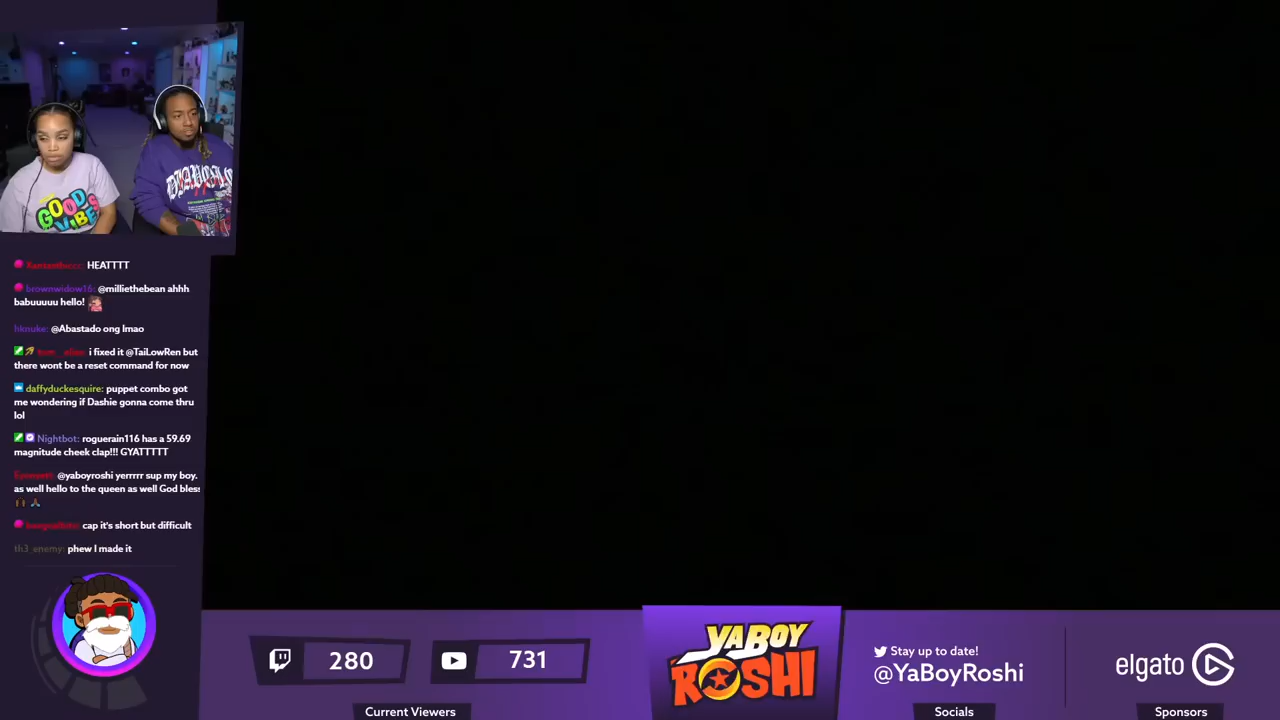 GOOD
VIBES
HEATTTT
brownwidow16: @milliethebean ahhh
babuuuuu hello!
hknuke: @Abastado ong lmao
i fixed it @TaiLowRen but
there wont be a reset command for now
daffyduckesquire: puppet combo got
me wondering if Dashie gonna come thru
lol
Nightbot: roguerain116 has a 59.69
magnitude cheek clap!!! GYATTTTT
@yaboyroshi yerrrrr sup my boy.
as well hello to the queen as well God bless
cap it's short but difficult
th3_enemy: phew I made it
280
731
Current Viewers
YABOY
ROSHI
Stay up to date!
@YaBoyRoshi
Socials
elgato
Sponsors